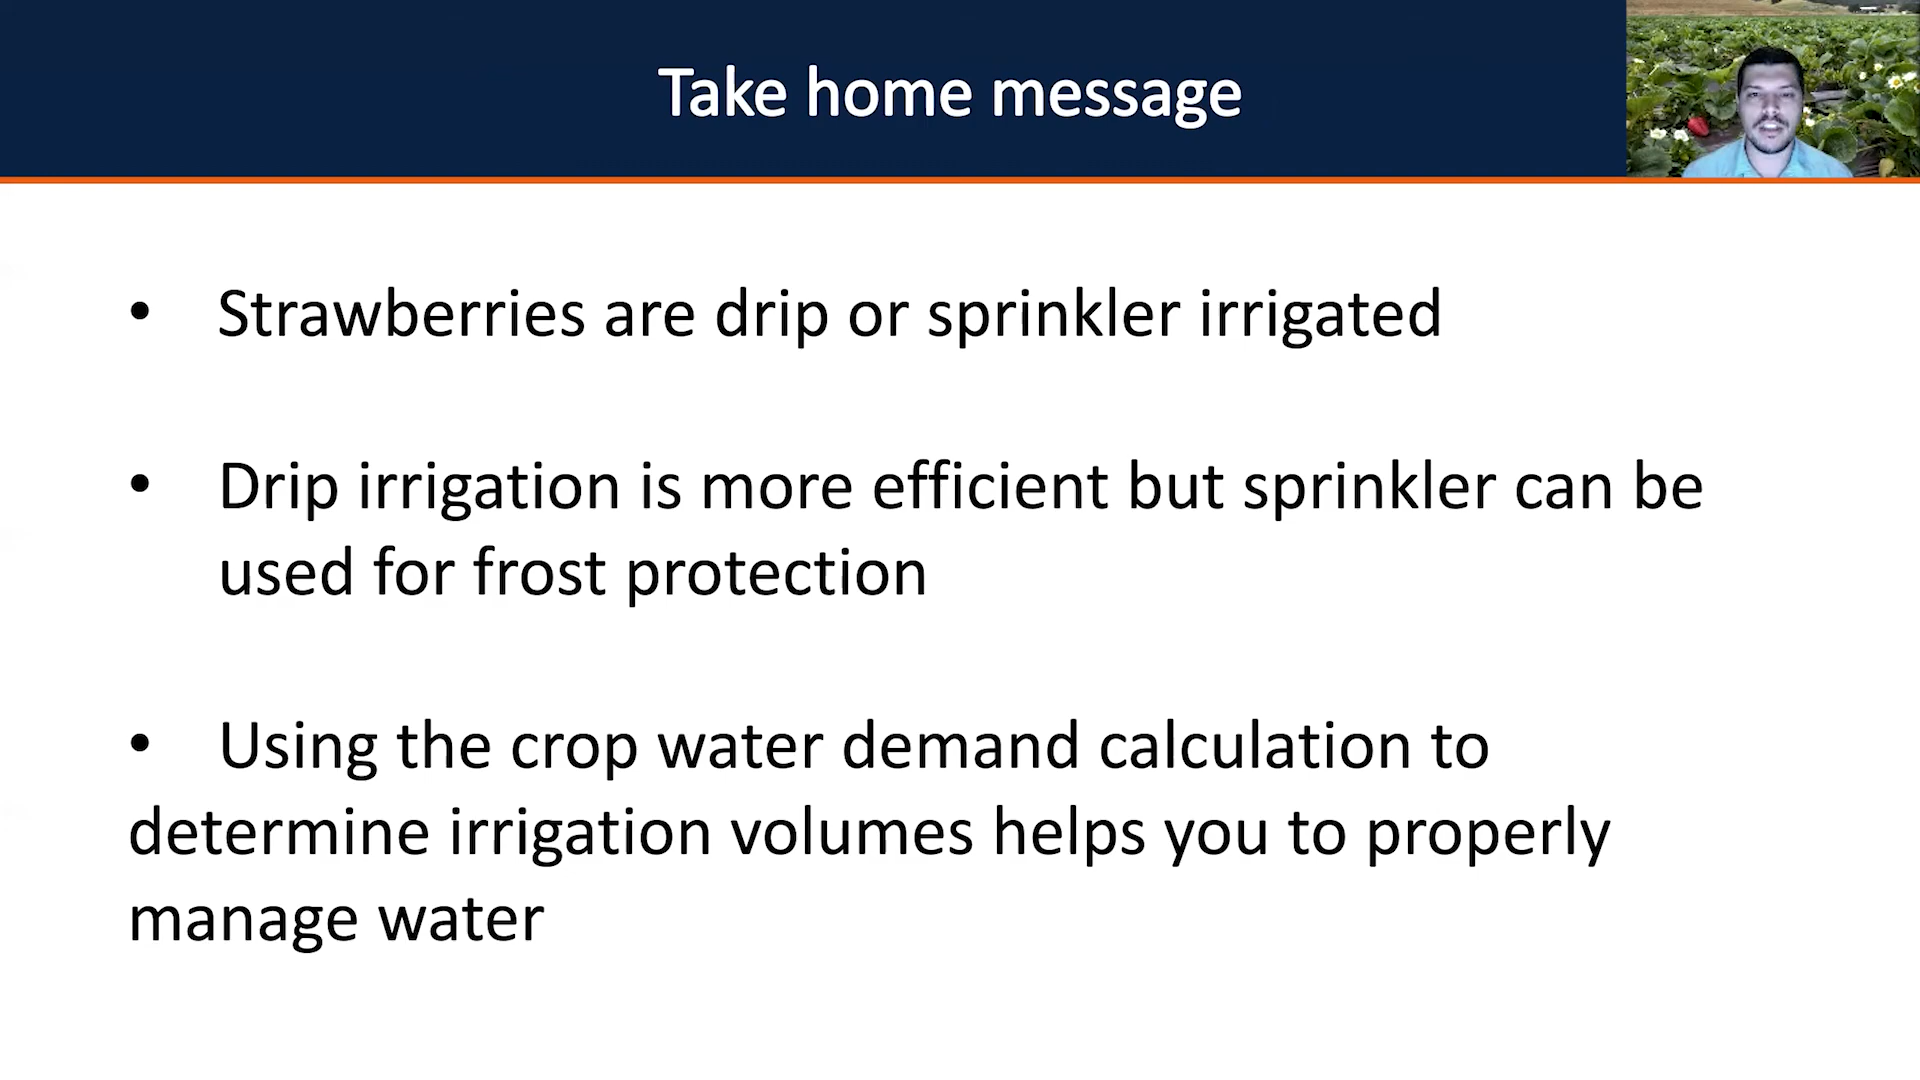 Take home message
• Strawberries are drip or sprinkler irrigated
• Drip irrigation is more efficient but sprinkler can be
used for frost protection
• Using the crop water demand calculation to
determine irrigation volumes helps you to properly
manage water